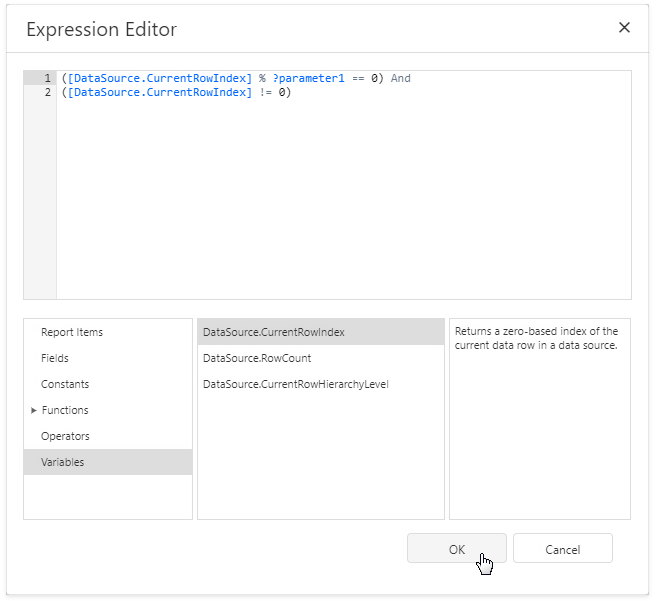 Expression Editor
1 ([DataSource.CurrentRowIndex] % ?parameter1 == 0) And
2 ([DataSource.CurrentRowIndex] != 0)
Report Items
Fields
Constants
Functions
Operators
Variables
DataSource.CurrentRowIndex
DataSource.RowCount
DataSource.CurrentRowHierarchyLevel
Returns a zero-based index of the
current data row in a data source.
OK
Cancel